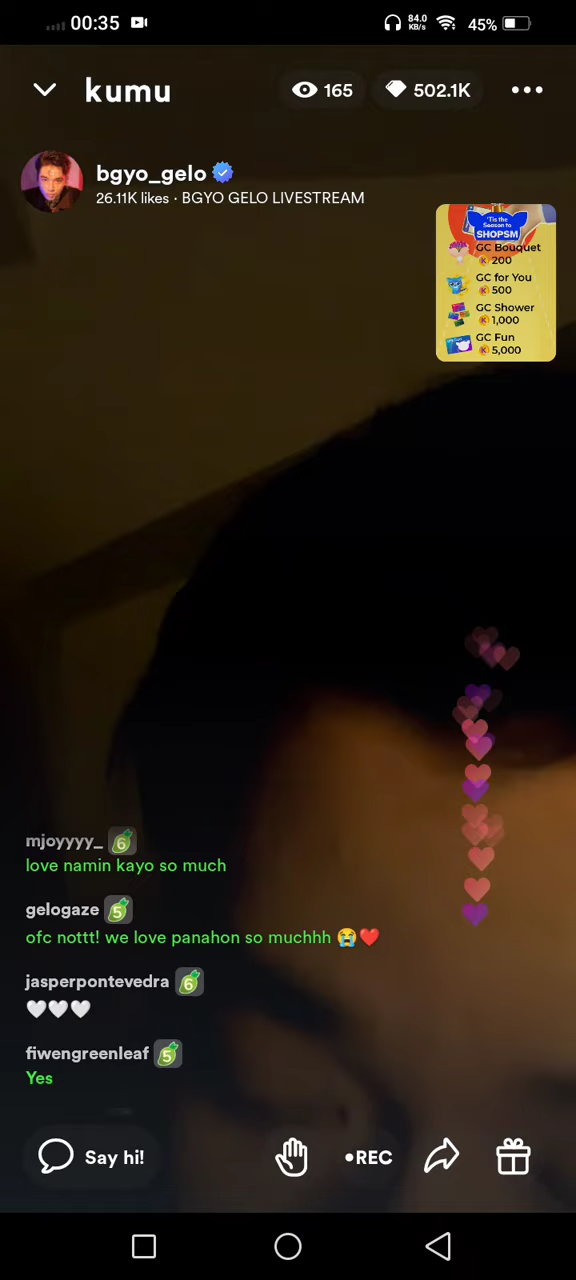 00:35
84.0
KB/s
45%
kumu
165
502.1K
bgyo_gelo
26.11K likes · BGYO GELO LIVESTREAM
'Tis the
Season to
SHOPSM
GC Bouquet
K 200
GC for You
K 500
GC Shower
K 1,000
GC Fun
K 5,000
mjoyyyy_ 6
love namin kayo so much
gelogaze 5
ofc nottt! we love panahon so muchhh 😭❤️
jasperpontevedra 6
🤍🤍🤍
fiwengreenleaf 5
Yes
Say hi!
•REC